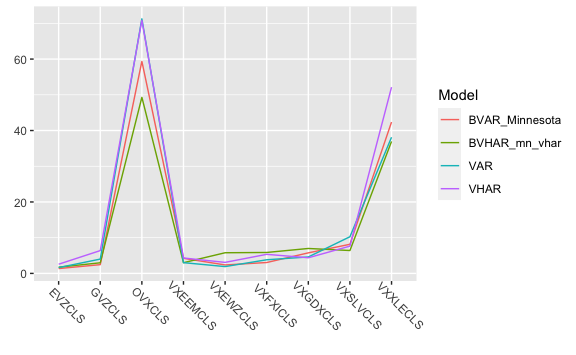 60
40
20
0
EVZCLS
GVZCLS
OVXCLS
VXEEMCLS
VXEWZCLS
VXFXICLS
VXGDXCLS
VXSLVCLS
VXXLECLS
Model
BVAR_Minnesota
BVHAR_mn_vhar
VAR
VHAR